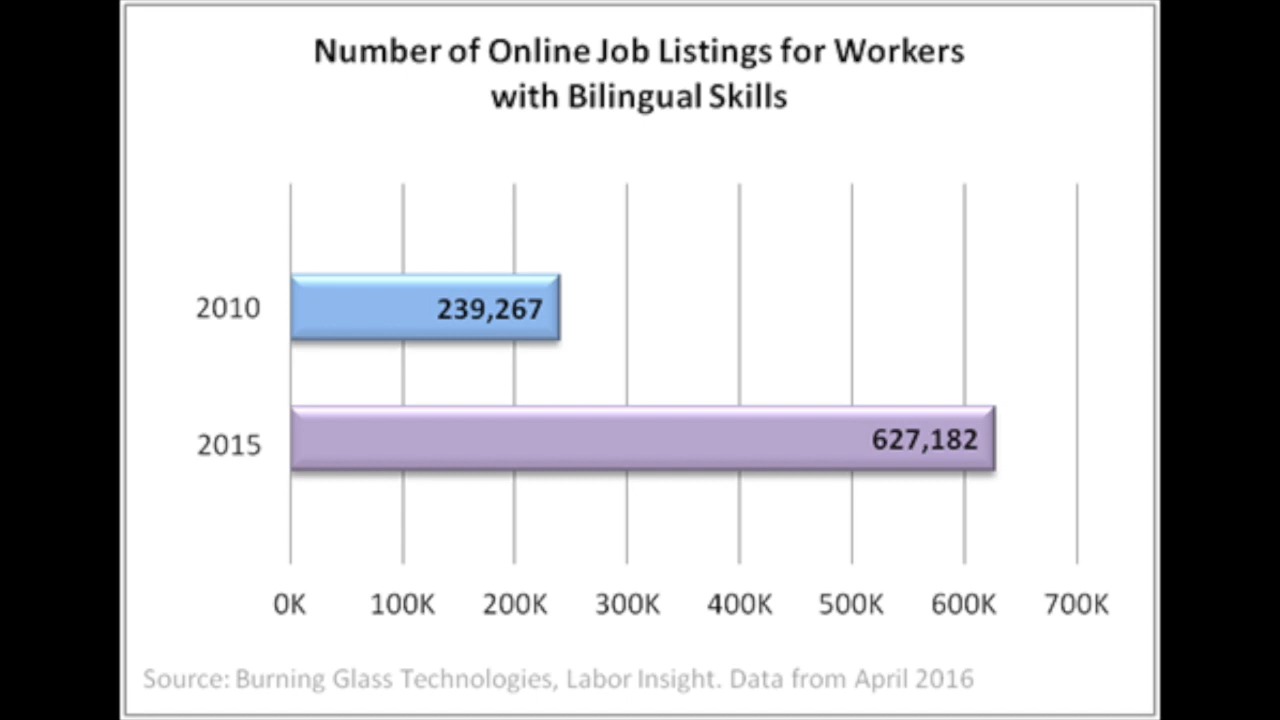 Number of Online Job Listings for Workers
with Bilingual Skills
2010
239,267
2015
627,182
0K 100K 200K 300K 400K 500K 600K 700K
Source: Burning Glass Technologies, Labor Insight. Data from April 2016